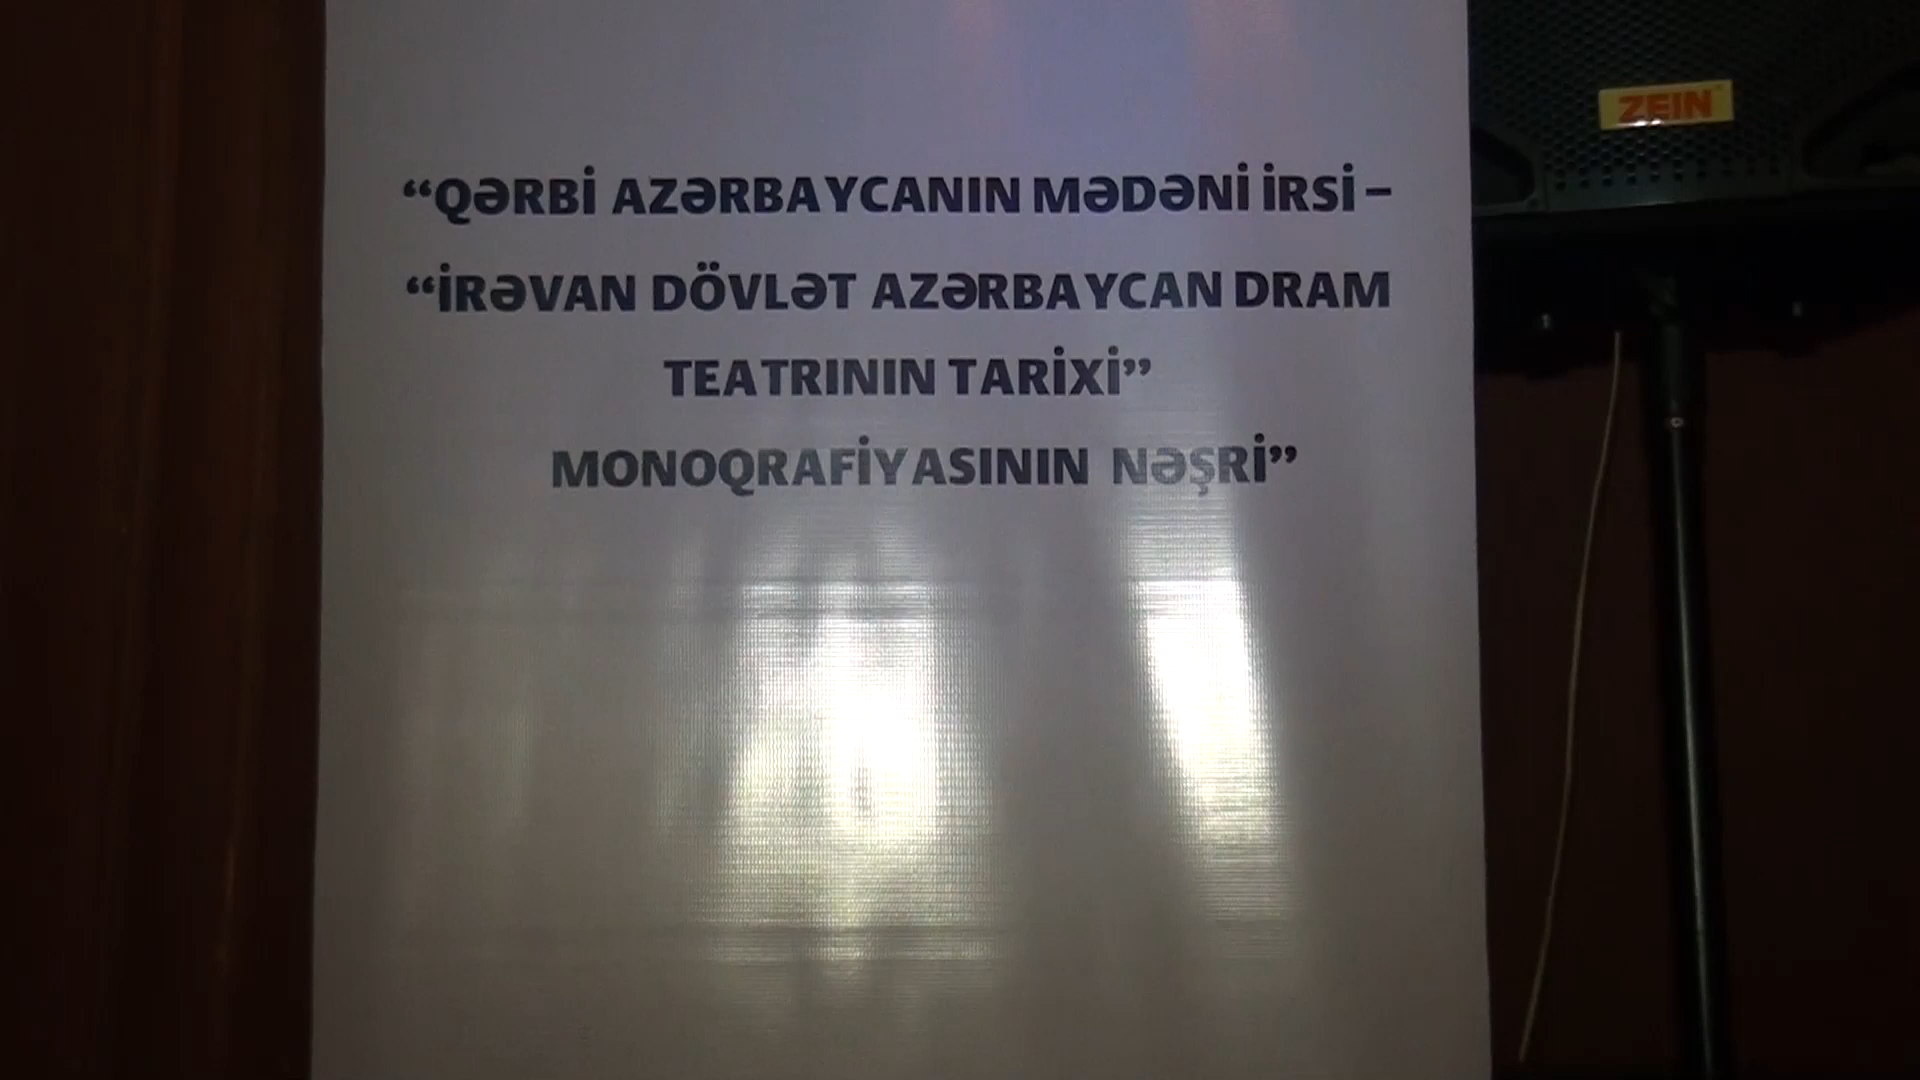 “QƏRBİ AZƏRBAYCANIN MƏDƏNİ İRSİ –
“İRƏVAN DÖVLƏT AZƏRBAYCAN DRAM
TEATRININ TARİXİ”
MONOQRAFİYASININ NƏŞRİ”
ZEIN